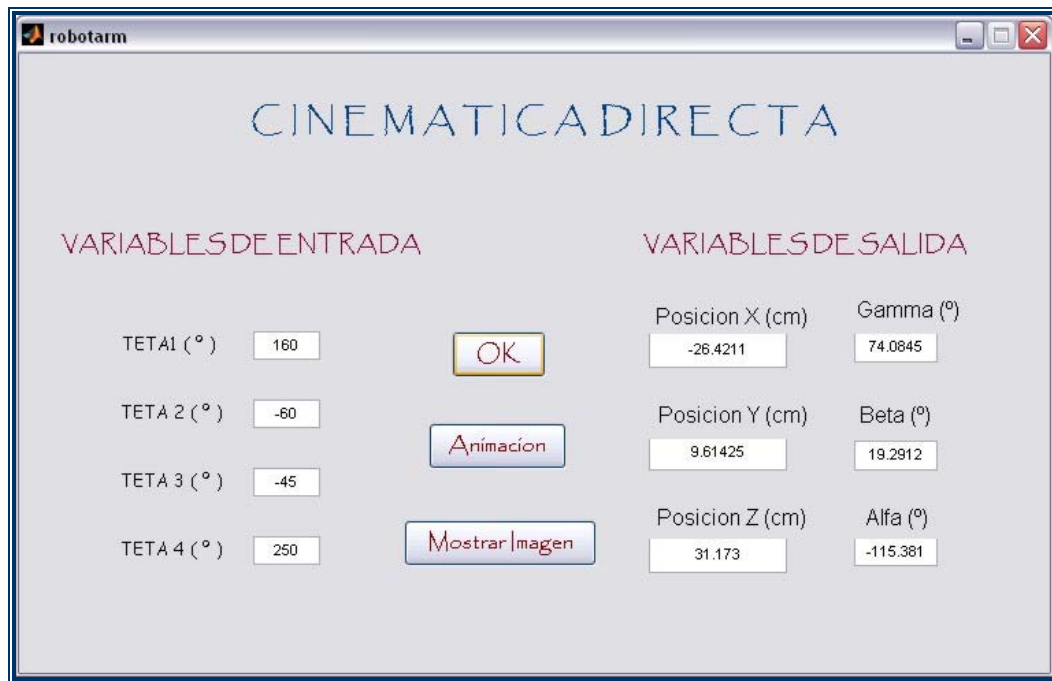 robotarm
CINEMATICA DIRECTA
VARIABLES DE ENTRADA
TETA1 ( º ) 160
TETA 2 ( º ) -60
TETA 3 ( º ) -45
TETA 4 ( º ) 250
OK
Animacion
Mostrar Imagen
VARIABLES DE SALIDA
Posicion X (cm) Gamma (º)
-26.4211 74.0845
Posicion Y (cm) Beta (º)
9.61425 19.2912
Posicion Z (cm) Alfa (º)
31.173 -115.381